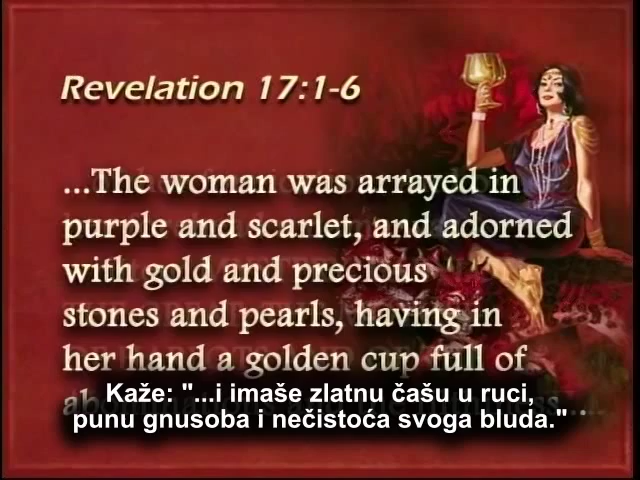 Revelation 17:1-6
...The woman was arrayed in
purple and scarlet, and adorned
with gold and precious
stones and pearls, having in
her hand a golden cup full of
Kaže: "...i imaše zlatnu čašu u ruci,
punu gnusoba i nečistoća svoga bluda."